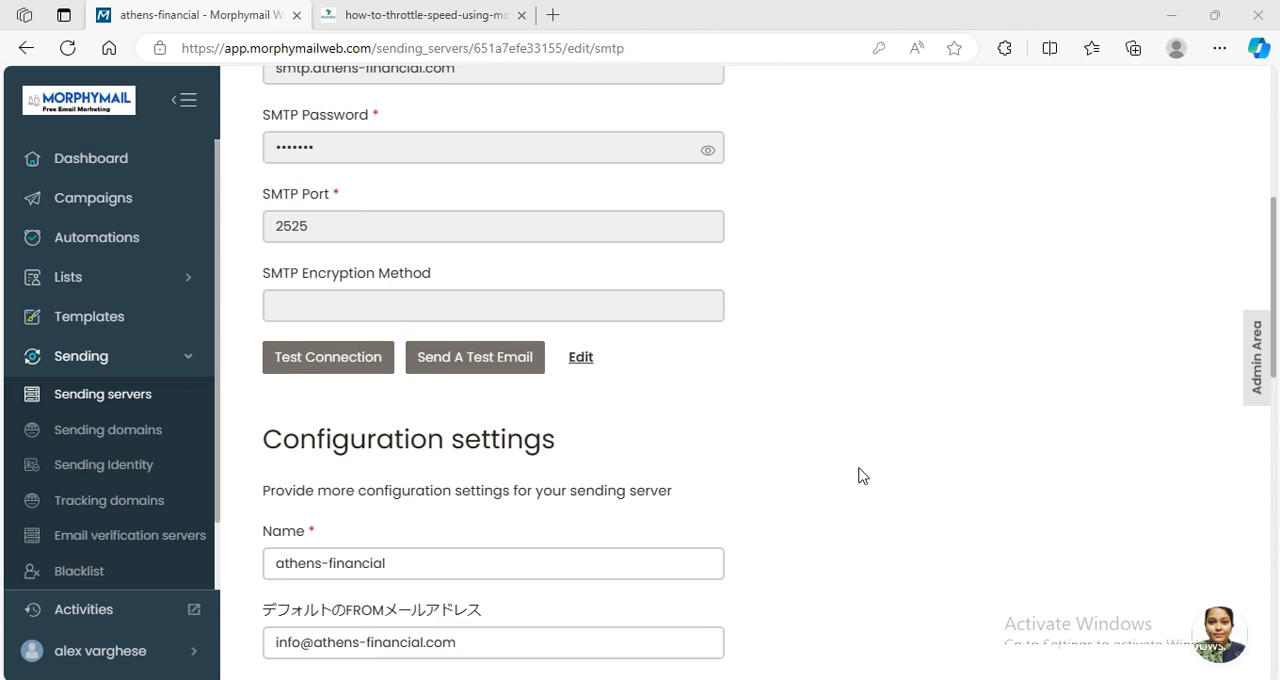 athens-financial - Morphymail W
how-to-throttle-speed-using-mo
https://app.morphymailweb.com/sending_servers/651a7efe33155/edit/smtp
MORPHYMAIL
Free Email Marketing
Dashboard
Campaigns
Automations
Lists
Templates
Sending
Sending servers
Sending domains
Sending Identity
Tracking domains
Email verification servers
Blacklist
Activities
alex varghese
smtp.athens-financial.com
SMTP Password *
•••••••
SMTP Port *
2525
SMTP Encryption Method
Test Connection
Send A Test Email
Edit
Configuration settings
Provide more configuration settings for your sending server
Name *
athens-financial
デフォルトのFROMメールアドレス
info@athens-financial.com
Admin Area
Activate Windows
Go to Settings to activate Windows.